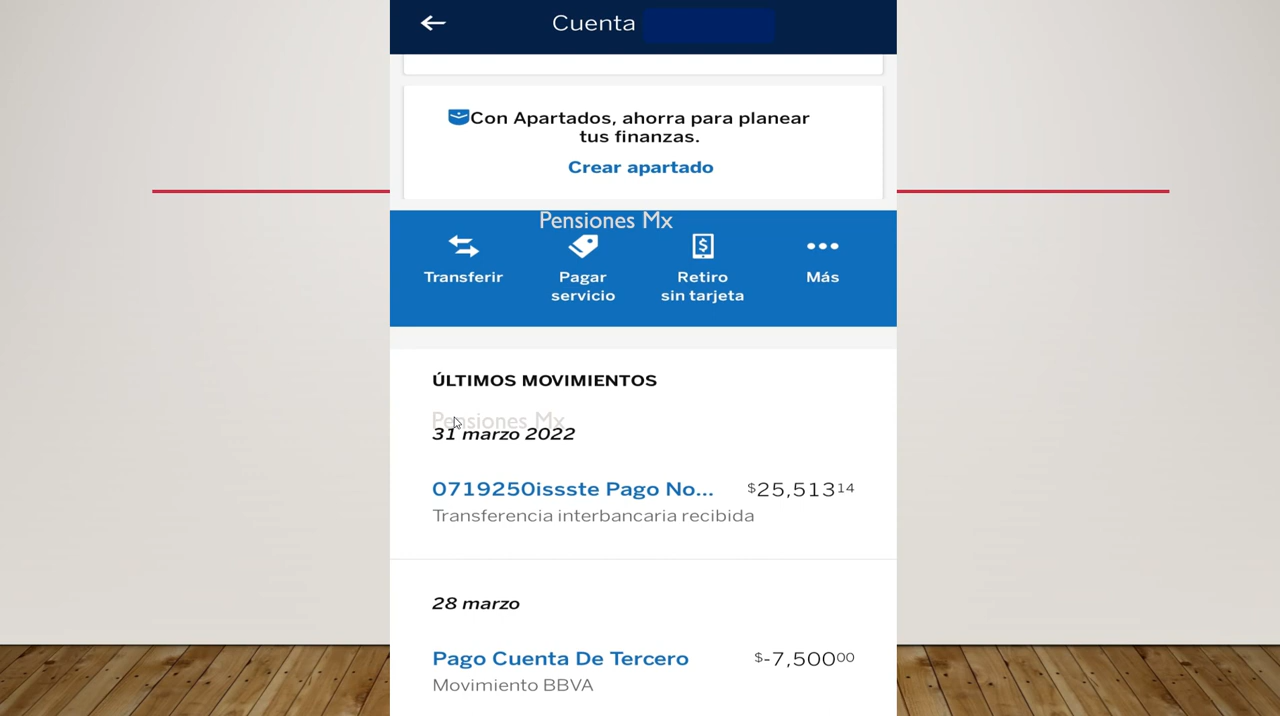 Cuenta
Con Apartados, ahorra para planear
tus finanzas.
Crear apartado
Pensiones Mx
Transferir
Pagar
servicio
Retiro
sin tarjeta
Más
ÚLTIMOS MOVIMIENTOS
Pensiones Mx
31 marzo 2022
0719250issste Pago No... $25,513¹⁴
Transferencia interbancaria recibida
28 marzo
Pago Cuenta De Tercero $-7,500⁰⁰
Movimiento BBVA